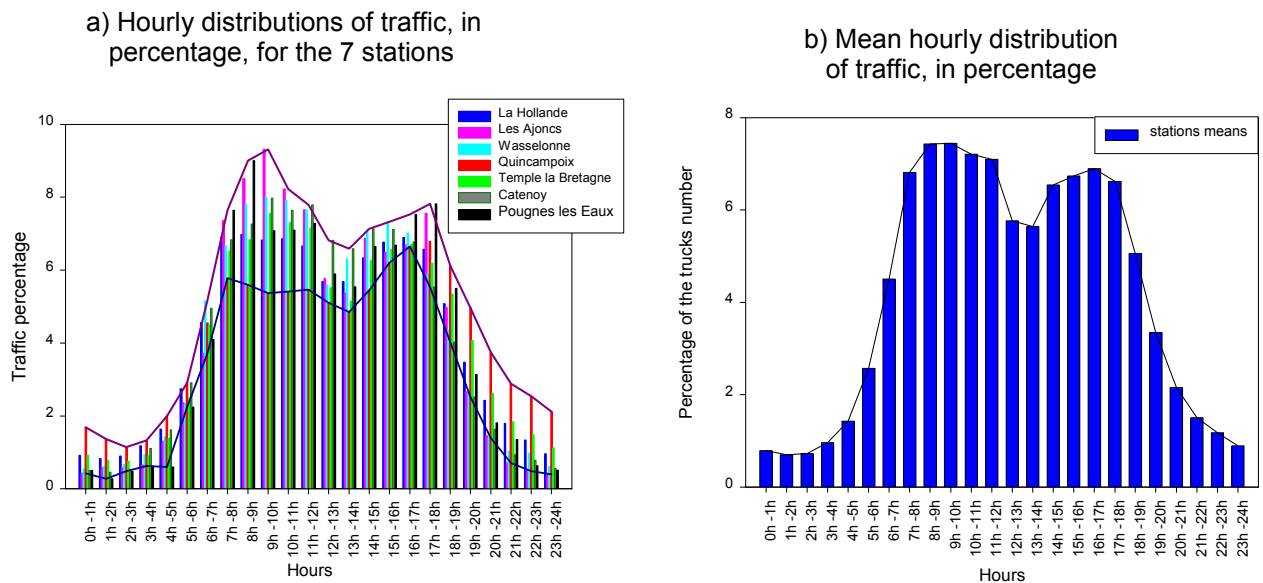 a) Hourly distributions of traffic, in
percentage, for the 7 stations
La Hollande
Les Ajoncs
Wasselonne
Quincampoix
Temple la Bretagne
Catenoy
Pougnes les Eaux
10
8
6
4
2
0
Traffic percentage
0h -1h
1h -2h
2h -3h
3h -4h
4h -5h
5h -6h
6h -7h
7h -8h
8h -9h
9h -10h
10h -11h
11h -12h
12h -13h
13h -14h
14h -15h
15h -16h
16h -17h
17h -18h
18h -19h
19h -20h
20h -21h
21h -22h
22h -23h
23h -24h
Hours
b) Mean hourly distribution
of traffic, in percentage
stations means
8
6
4
2
0
Percentage of the trucks number
0h -1h
1h -2h
2h -3h
3h -4h
4h -5h
5h -6h
6h -7h
7h -8h
8h -9h
9h -10h
10h -11h
11h -12h
12h -13h
13h -14h
14h -15h
15h -16h
16h -17h
17h -18h
18h -19h
19h -20h
20h -21h
21h -22h
22h -23h
23h -24h
Hours